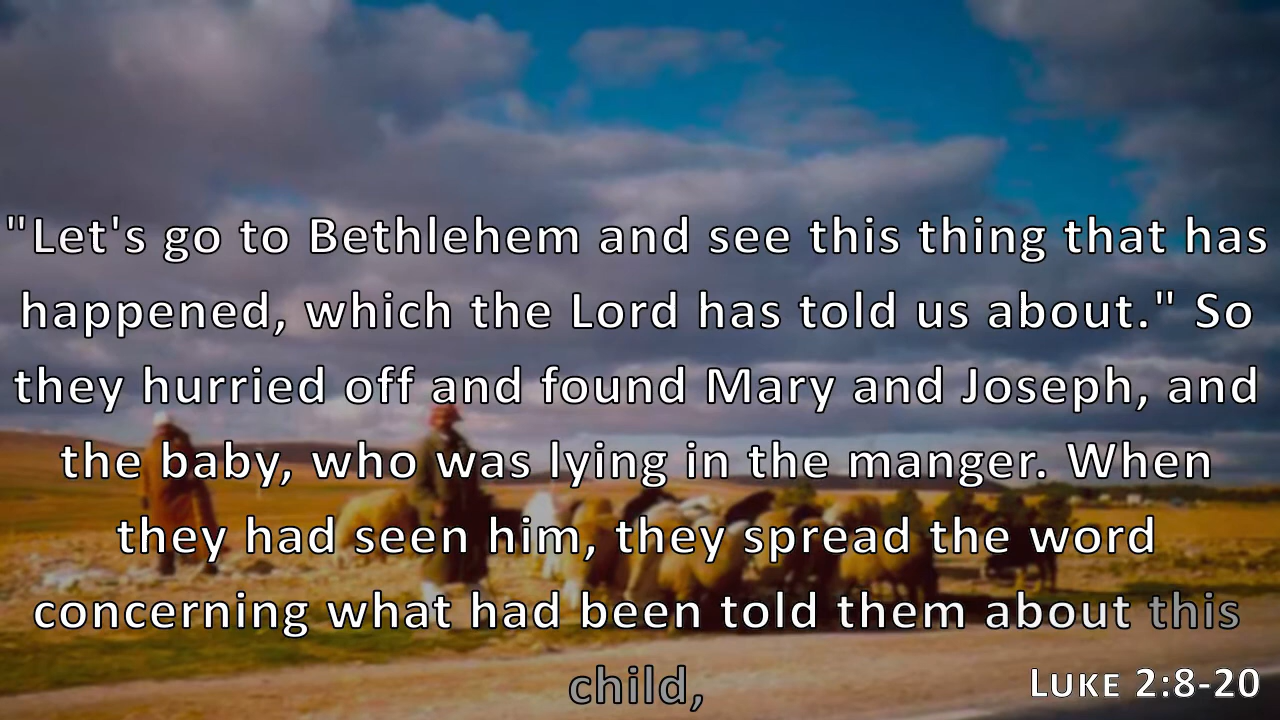 "Let's go to Bethlehem and see this thing that has
happened, which the Lord has told us about." So
they hurried off and found Mary and Joseph, and
the baby, who was lying in the manger. When
they had seen him, they spread the word
concerning what had been told them about this
child,
Luke 2:8-20